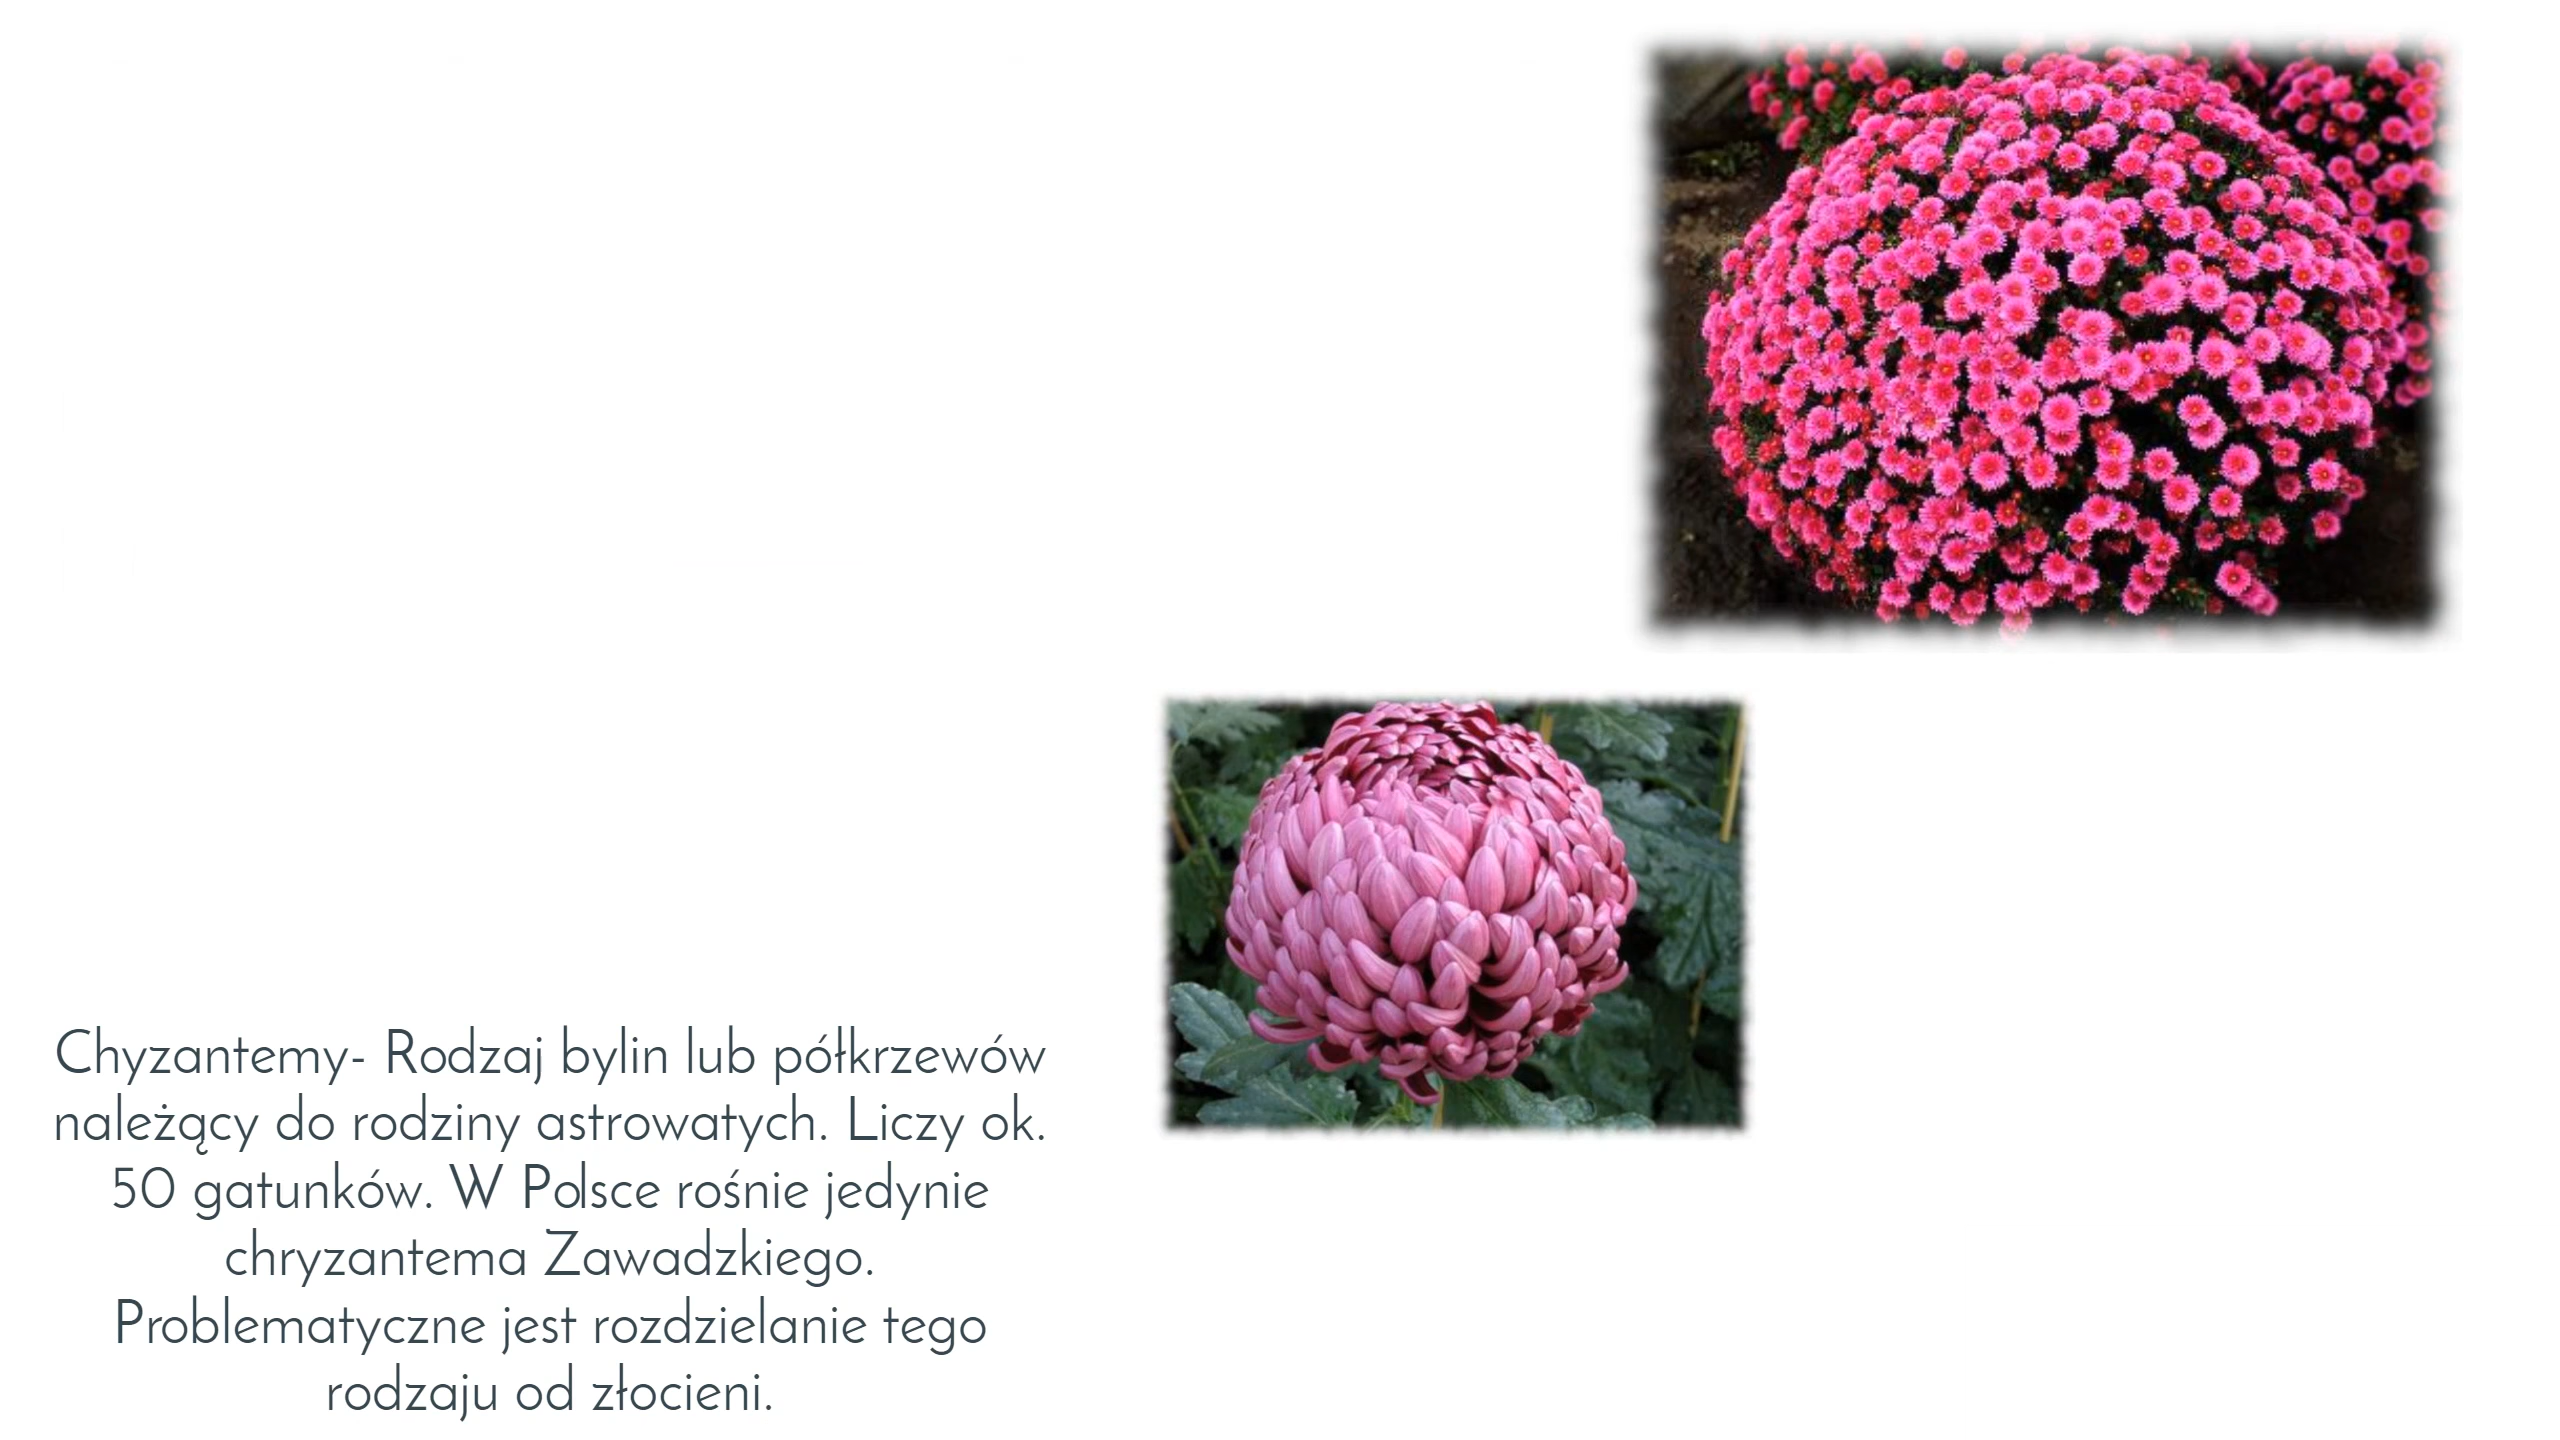 Chyzantemy- Rodzaj bylin lub półkrzewów
należący do rodziny astrowatych. Liczy ok.
50 gatunków. W Polsce rośnie jedynie
chryzantema Zawadzkiego.
Problematyczne jest rozdzielanie tego
rodzaju od złocieni.